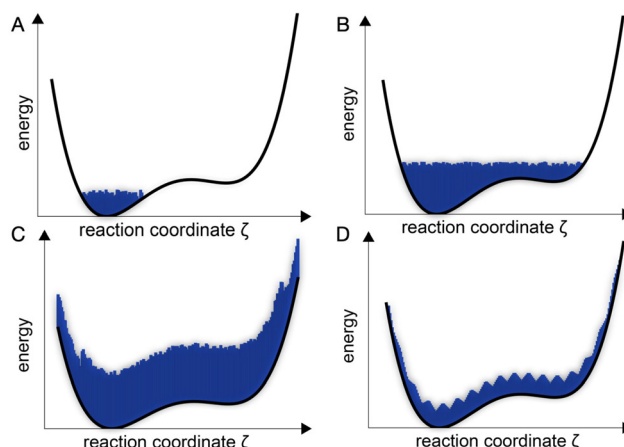 A
energy
reaction coordinate ζ
B
energy
reaction coordinate ζ
C
energy
reaction coordinate ζ
D
energy
reaction coordinate ζ